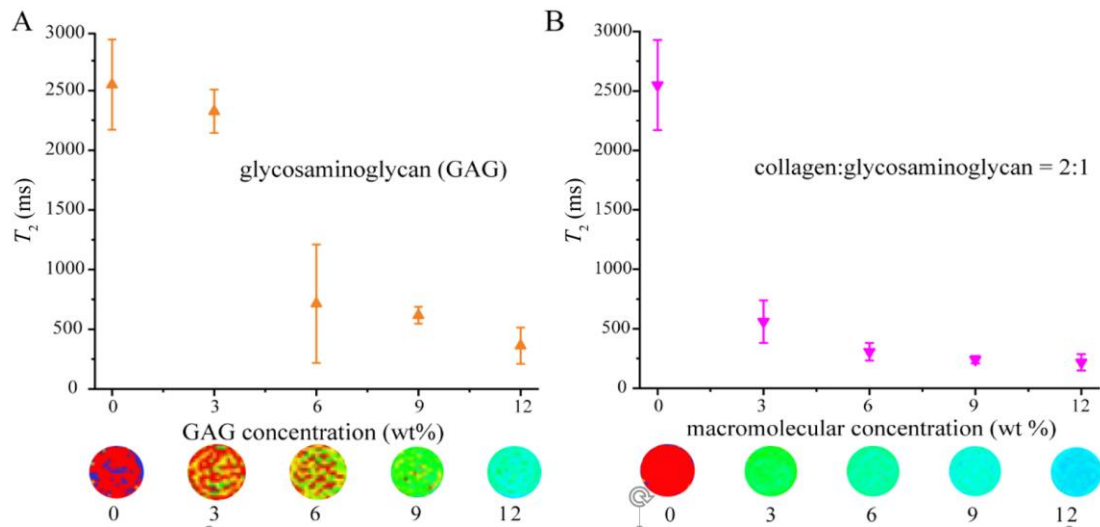 A
3000
2500
2000
1500
1000
500
0
T2 (ms)
glycosaminoglycan (GAG)
0 3 6 9 12
GAG concentration (wt%)
0 3 6 9 12
B
3000
2500
2000
1500
1000
500
0
T2 (ms)
collagen:glycosaminoglycan = 2:1
0 3 6 9 12
macromolecular concentration (wt %)
0 3 6 9 12